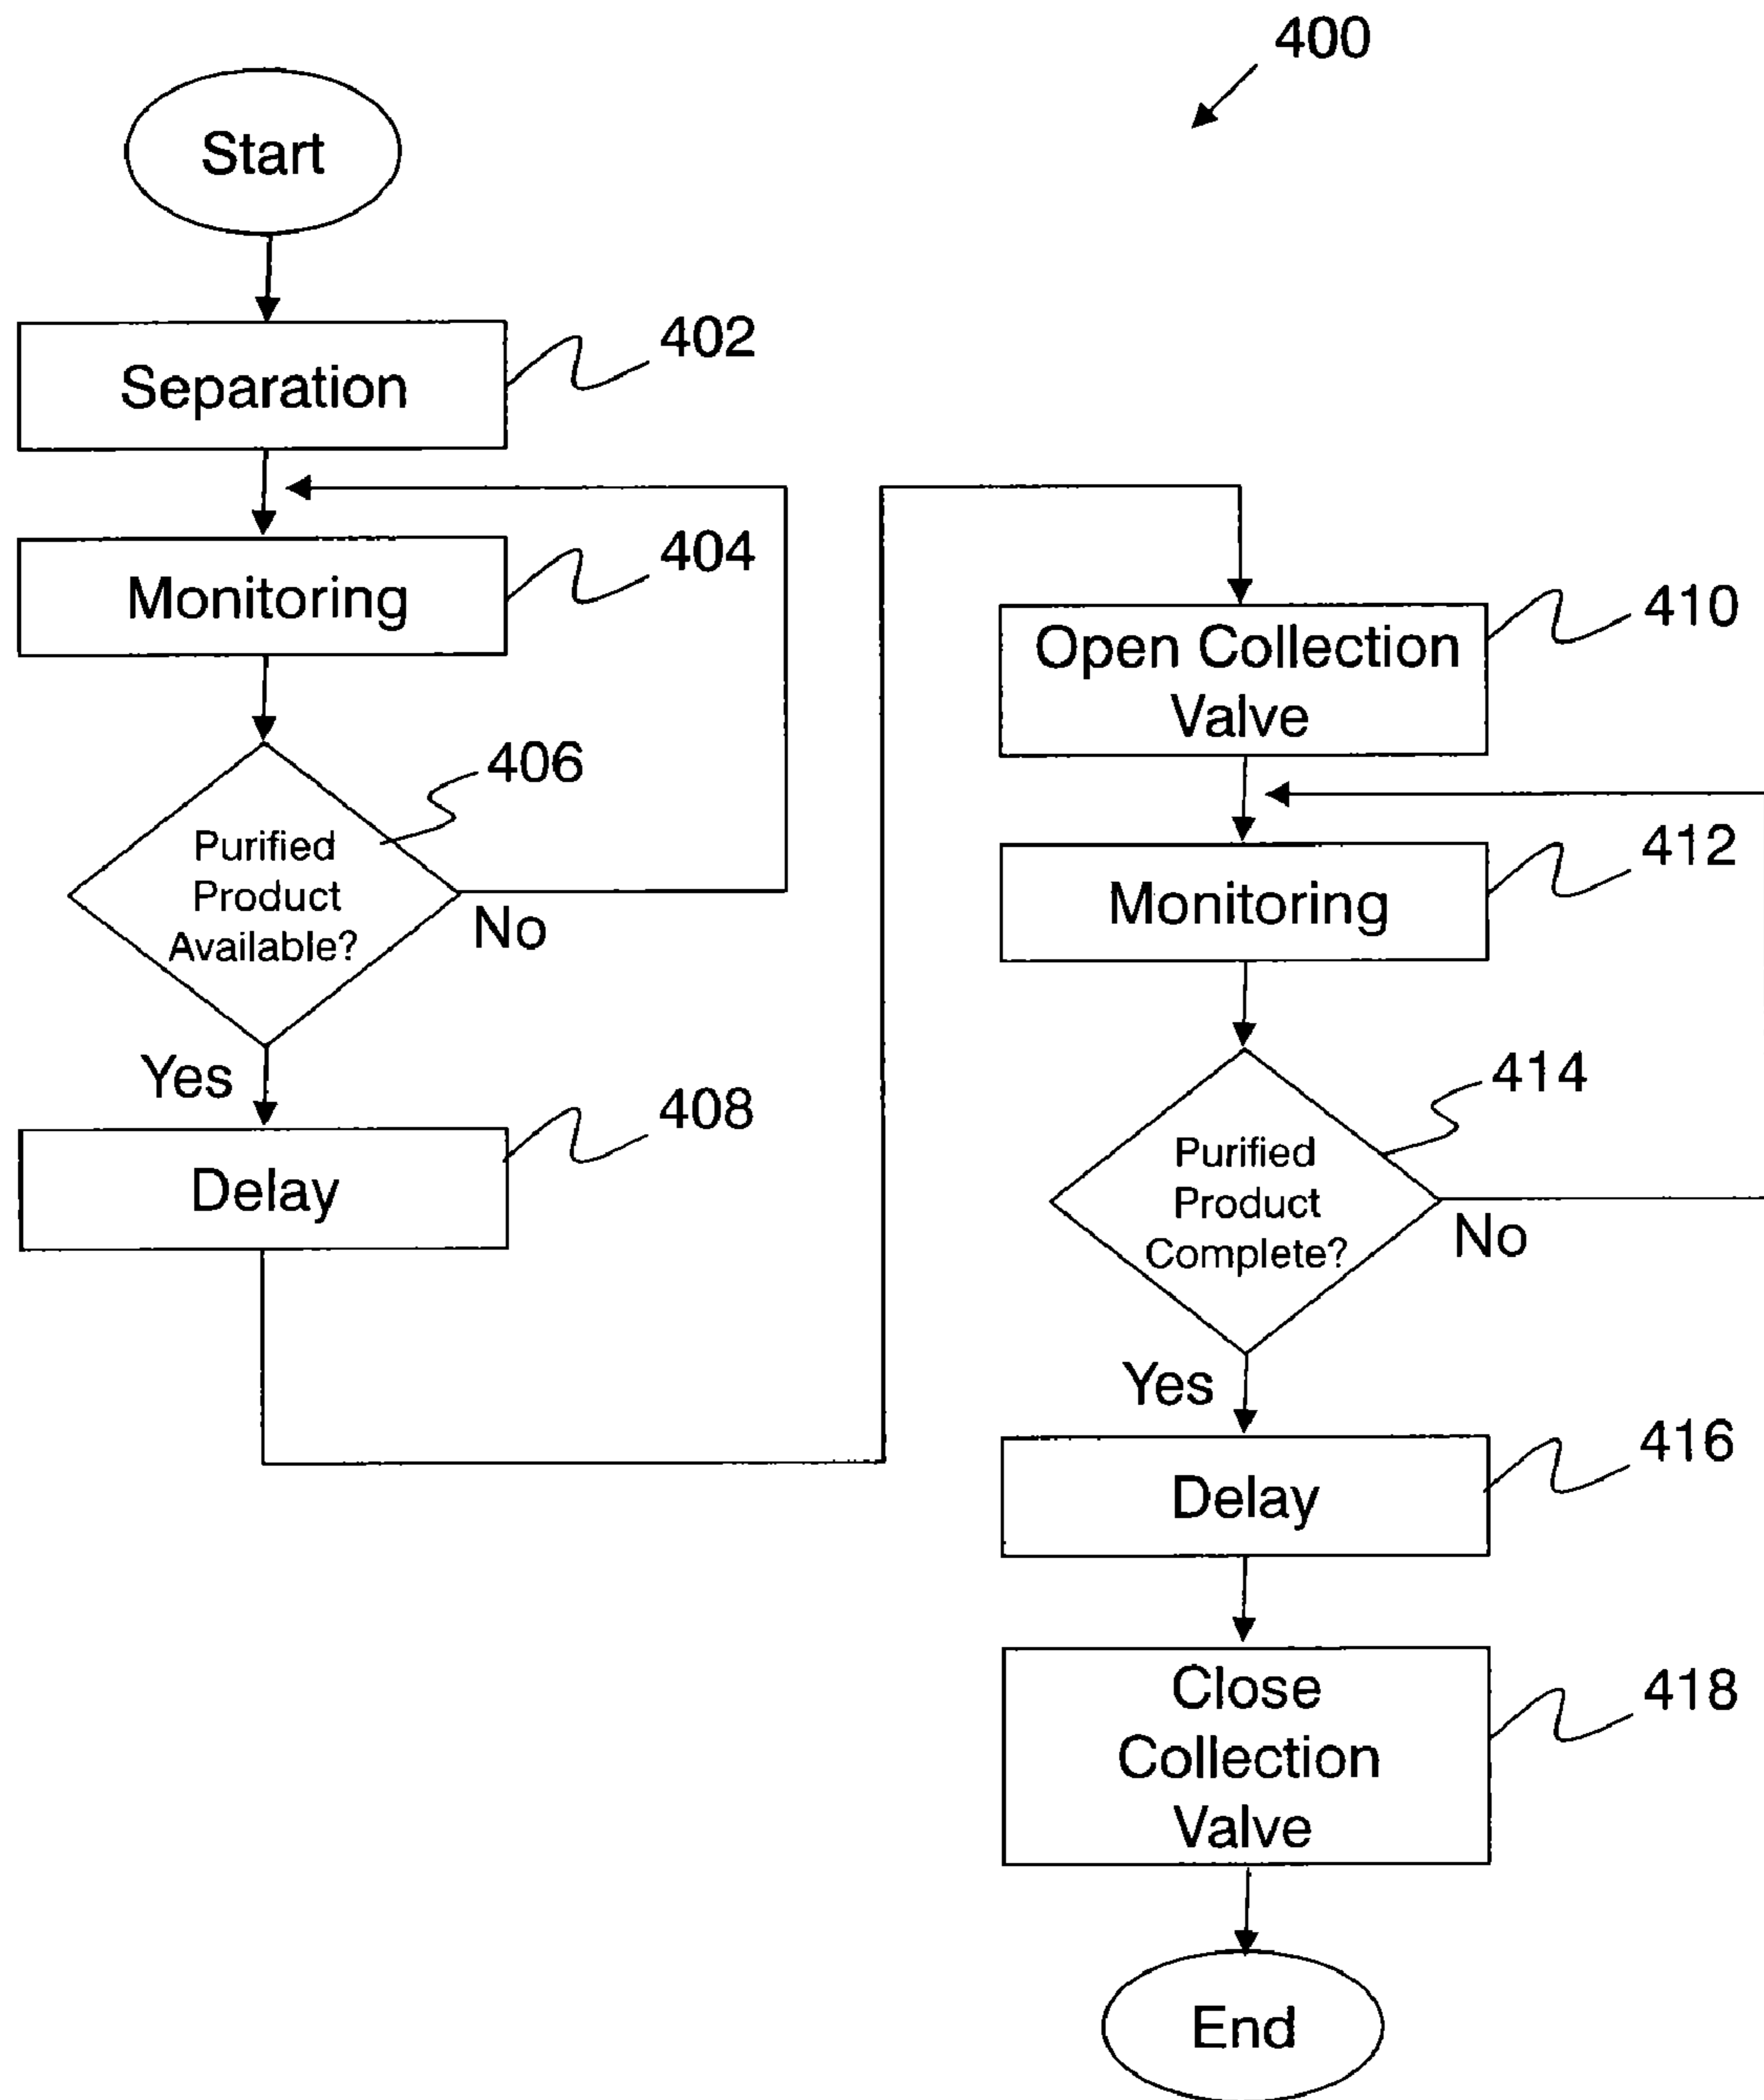 400
Start
Separation
402
Monitoring
404
406
Purified
Product
Available?
No
Yes
408
Delay
Open Collection
Valve
410
Monitoring
412
414
Purified
Product
Complete?
No
Yes
416
Delay
Close
Collection
Valve
418
End